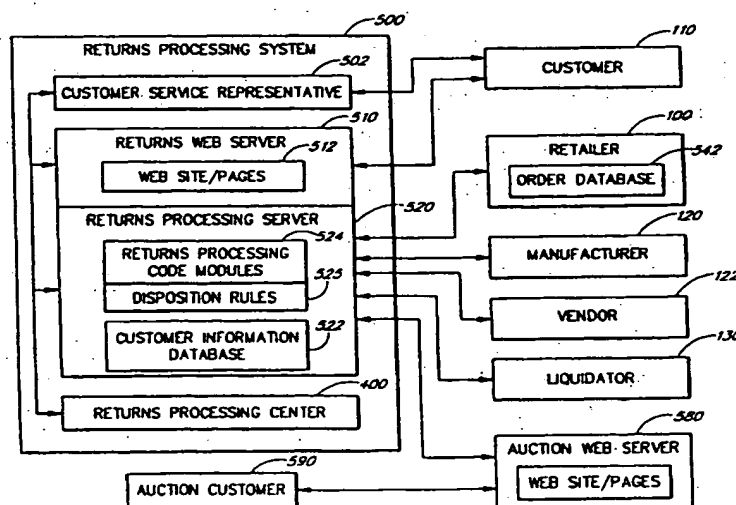 500
RETURNS PROCESSING SYSTEM
502
CUSTOMER SERVICE REPRESENTATIVE
510
RETURNS WEB SERVER
512
WEB SITE/PAGES
RETURNS PROCESSING SERVER
520
524
RETURNS PROCESSING
CODE MODULES
525
DISPOSITION RULES
522
CUSTOMER INFORMATION
DATABASE
400
RETURNS PROCESSING CENTER
590
AUCTION CUSTOMER
110
CUSTOMER
100
RETAILER
542
ORDER DATABASE
120
MANUFACTURER
122
VENDOR
130
LIQUIDATOR
580
AUCTION WEB SERVER
WEB SITE/PAGES